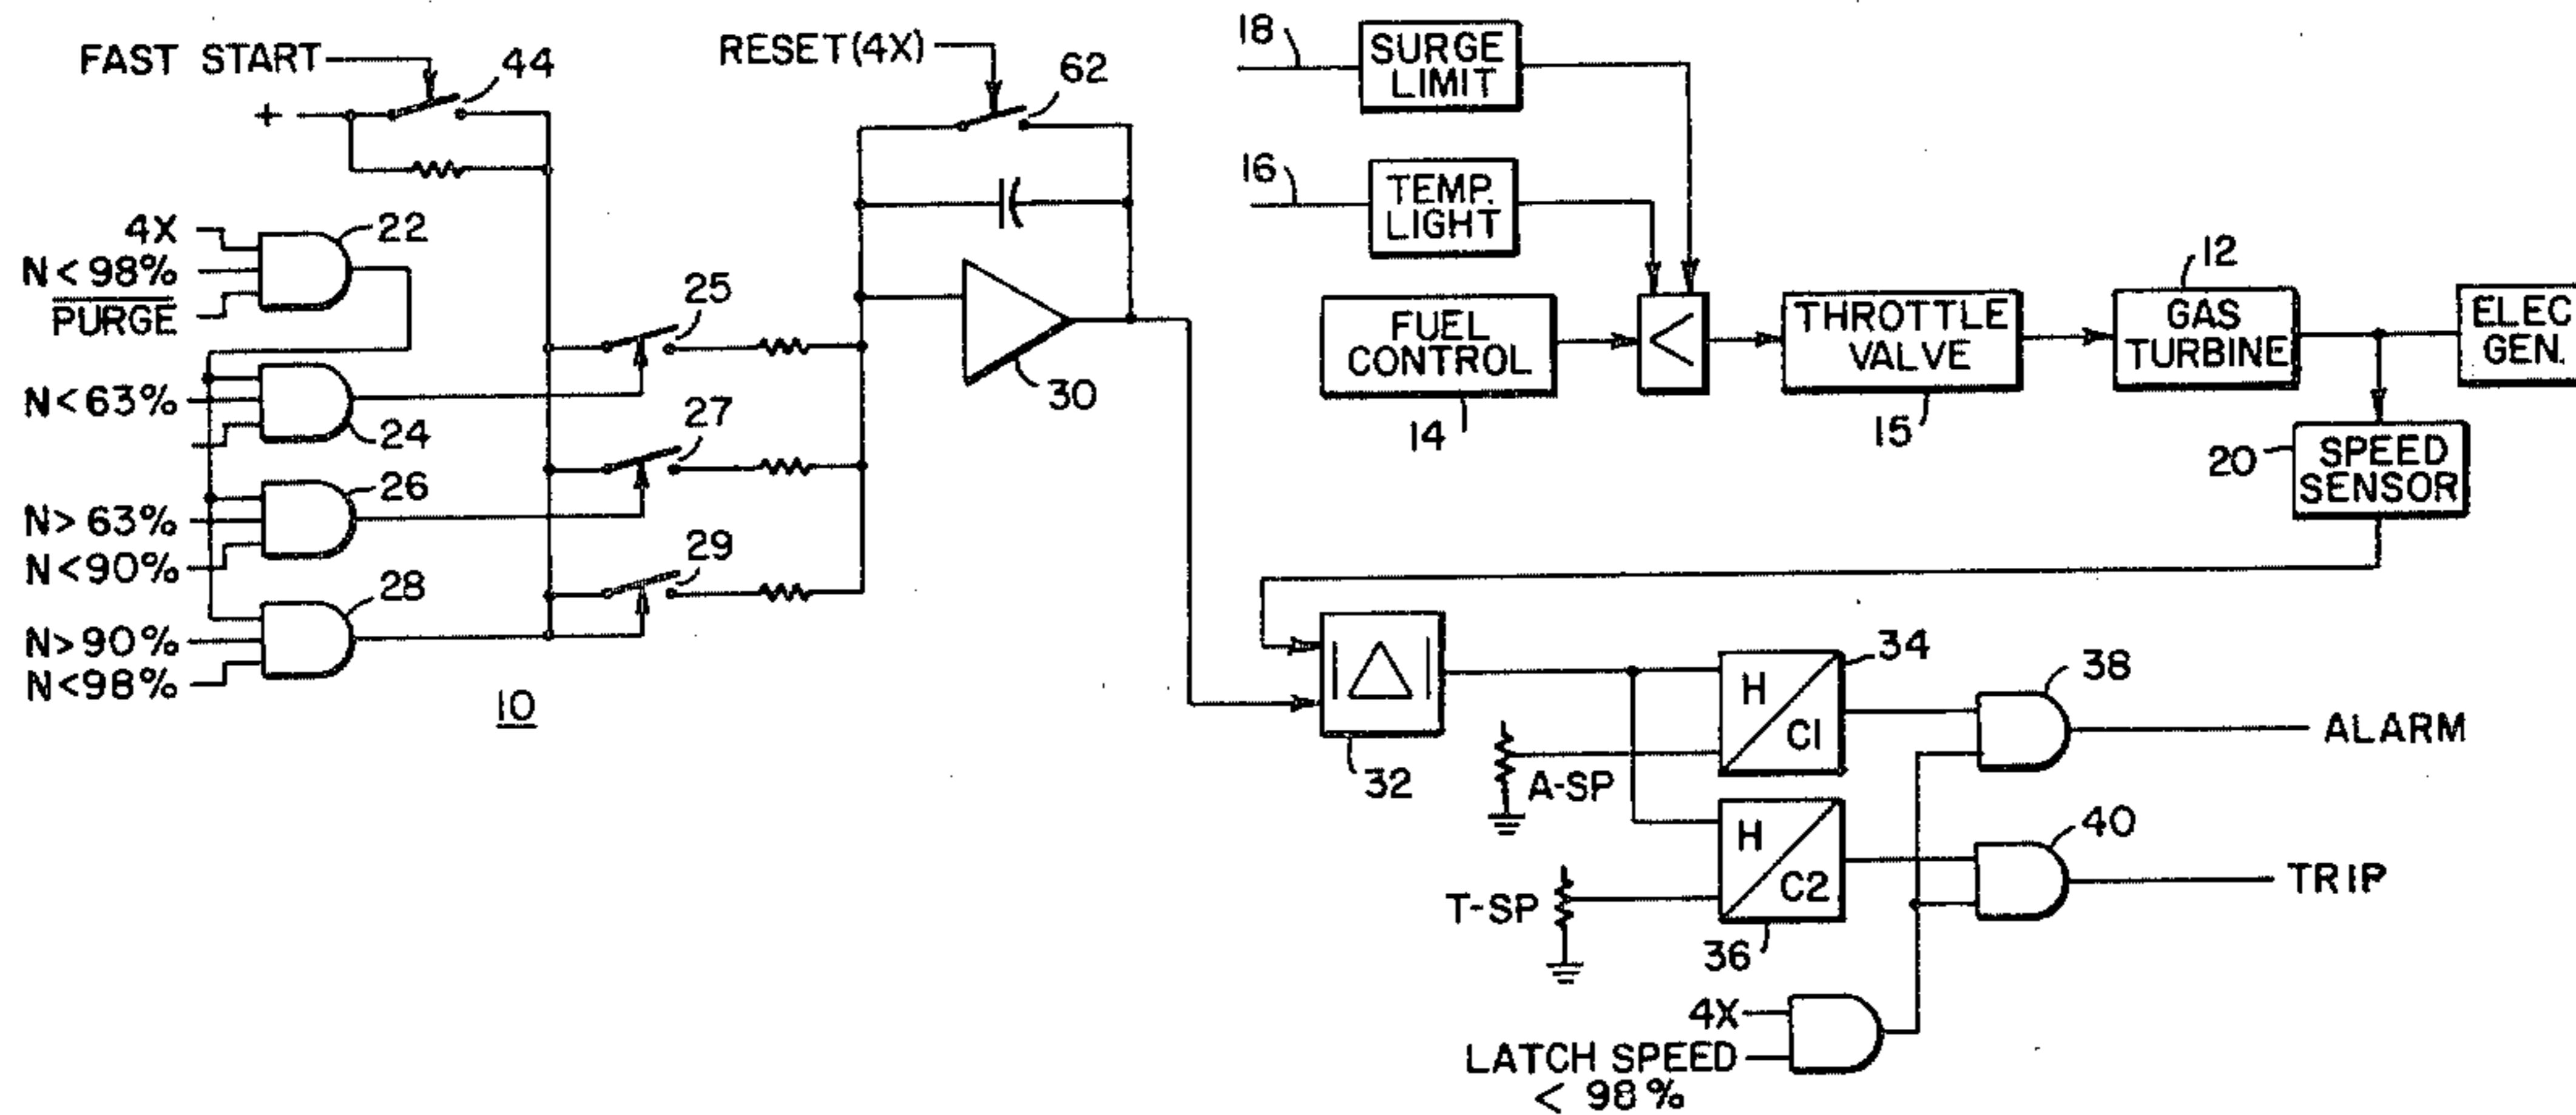 FAST START
44
+
4X
22
N < 98%
PURGE
N < 63%
24
25
N > 63%
26
N < 90%
27
N > 90%
28
N < 98%
29
10
RESET (4X)
62
30
18
SURGE
LIMIT
16
TEMP.
LIGHT
FUEL
CONTROL
14
<
THROTTLE
VALVE
15
12
GAS
TURBINE
ELEC
GEN.
20
SPEED
SENSOR
|△|
32
H
C1
34
A-SP
38
ALARM
H
C2
36
T-SP
40
TRIP
4X
LATCH SPEED
< 98%